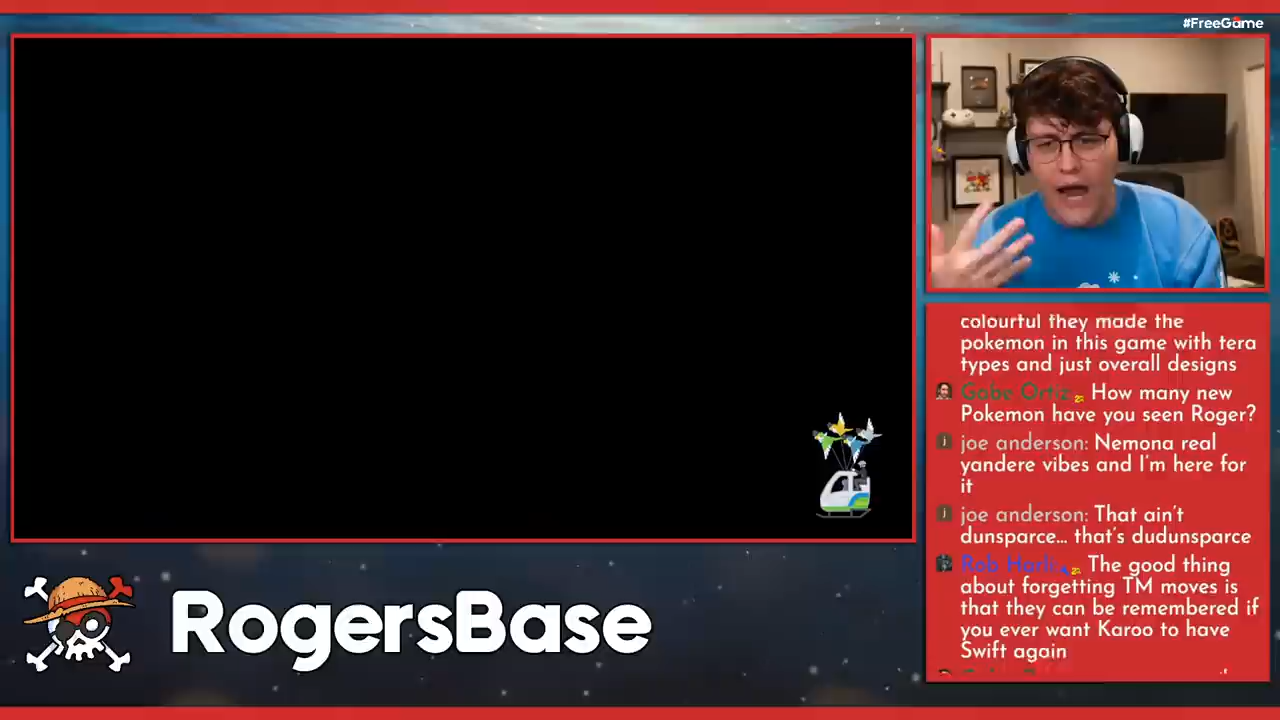 #FreeGame
colourful they made the
pokemon in this game with tera
types and just overall designs
Gabe Ortiz How many new
Pokemon have you seen Roger?
joe anderson: Nemona real
yandere vibes and I'm here for
it
joe anderson: That ain't
dunsparce... that's dudunsparce
Rob The good thing
about forgetting TM moves is
that they can be remembered if
you ever want Karoo to have
Swift again
RogersBase